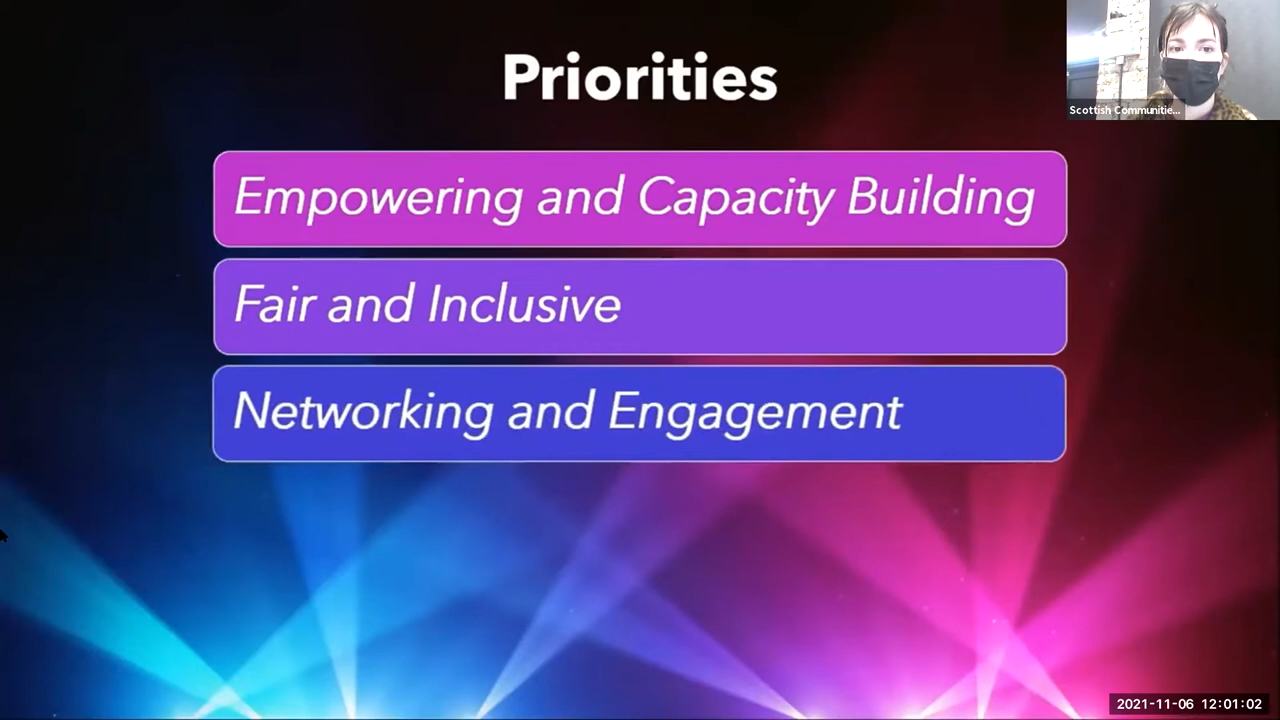 Priorities
Scottish Communitie...
Empowering and Capacity Building
Fair and Inclusive
Networking and Engagement
2021-11-06 12:01:02